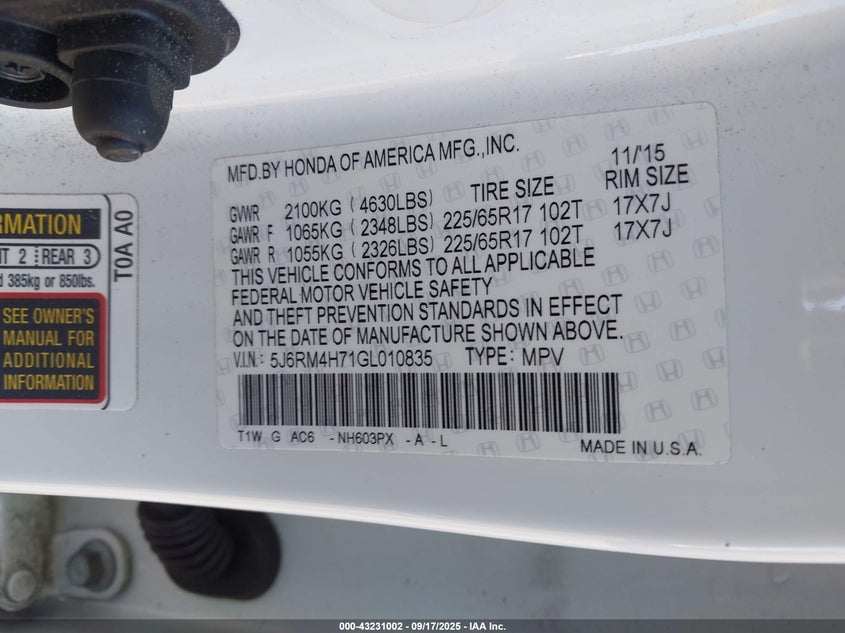 MFD.BY HONDA OF AMERICA MFG.,INC. 11/'15
TIRE SIZE RIM SIZE
GVWR 2100KG ( 4630LBS)
GAWR F 1065KG ( 2348LBS) 225/65R17 102T 17X7J
GAWR R 1055KG ( 2326LBS) 225/65R17 102T 17X7J
THIS VEHICLE CONFORMS TO ALL APPLICABLE
FEDERAL MOTOR VEHICLE SAFETY
AND THEFT PREVENTION STANDARDS IN EFFECT
ON THE DATE OF MANUFACTURE SHOWN ABOVE.
V.I.N.: 5J6RM4H71GL010835 TYPE: MPV
T1W G AC6 -NH603PX -A-L
MADE IN U.S.A.
2 REAR 3
385kg or 850lbs.
SEE OWNER'S
MANUAL FOR
ADDITIONAL
INFORMATION
T0A A0
000-43231002 - 09/17/2025 - IAA Inc.